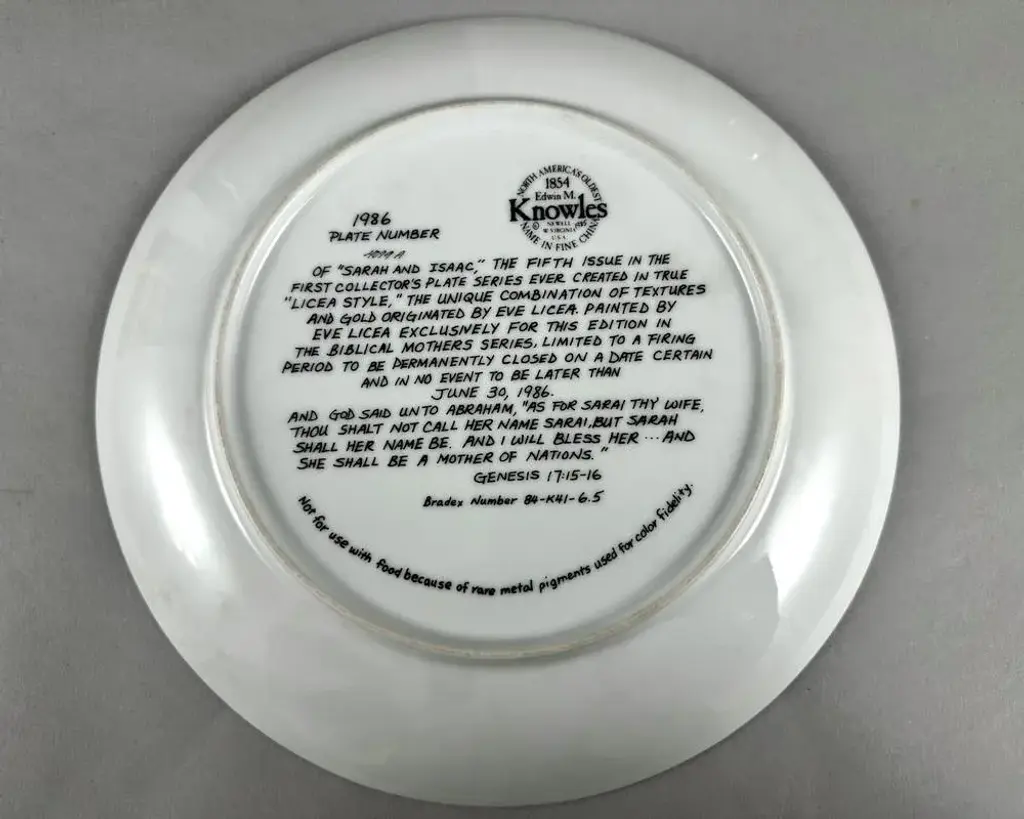 NORTH AMERICA'S OLDEST
1854
Edwin M.
Knowles
© NEWELL 1985
W. VIRGINIA
U.S.A.
NAME IN FINE CHINA
1986
PLATE NUMBER
OF "SARAH AND ISAAC," THE FIFTH ISSUE IN THE
FIRST COLLECTOR'S PLATE SERIES EVER CREATED IN TRUE
"LICEA STYLE," THE UNIQUE COMBINATION OF TEXTURES
AND GOLD ORIGINATED BY EVE LICEA. PAINTED BY
EVE LICEA EXCLUSIVELY FOR THIS EDITION IN
THE BIBLICAL MOTHERS SERIES, LIMITED TO A FIRING
PERIOD TO BE PERMANENTLY CLOSED ON A DATE CERTAIN
AND IN NO EVENT TO BE LATER THAN
JUNE 30, 1986.
AND GOD SAID UNTO ABRAHAM, "AS FOR SARAI THY WIFE,
THOU SHALT NOT CALL HER NAME SARAI, BUT SARAH
SHALL HER NAME BE. AND I WILL BLESS HER ... AND
SHE SHALL BE A MOTHER OF NATIONS."
GENESIS 17:15-16
Bradex Number 84-K41-6.5
Not for use with food because of rare metal pigments used for color fidelity.